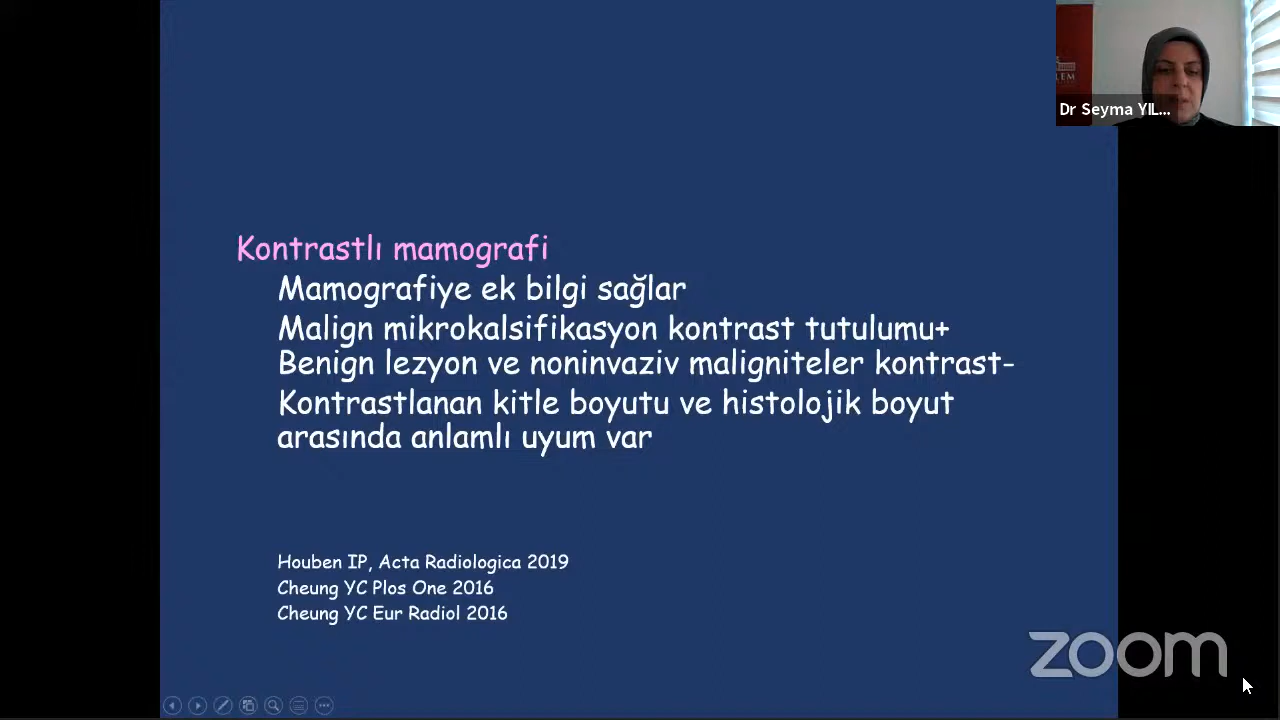 LEM
Dr Seyma YIL...
Kontrastlı mamografi
Mamografiye ek bilgi sağlar
Malign mikrokalsifikasyon kontrast tutulumu+
Benign lezyon ve noninvaziv maligniteler kontrast-
Kontrastlanan kitle boyutu ve histolojik boyut
arasında anlamlı uyum var
Houben IP, Acta Radiologica 2019
Cheung YC Plos One 2016
Cheung YC Eur Radiol 2016
zoom